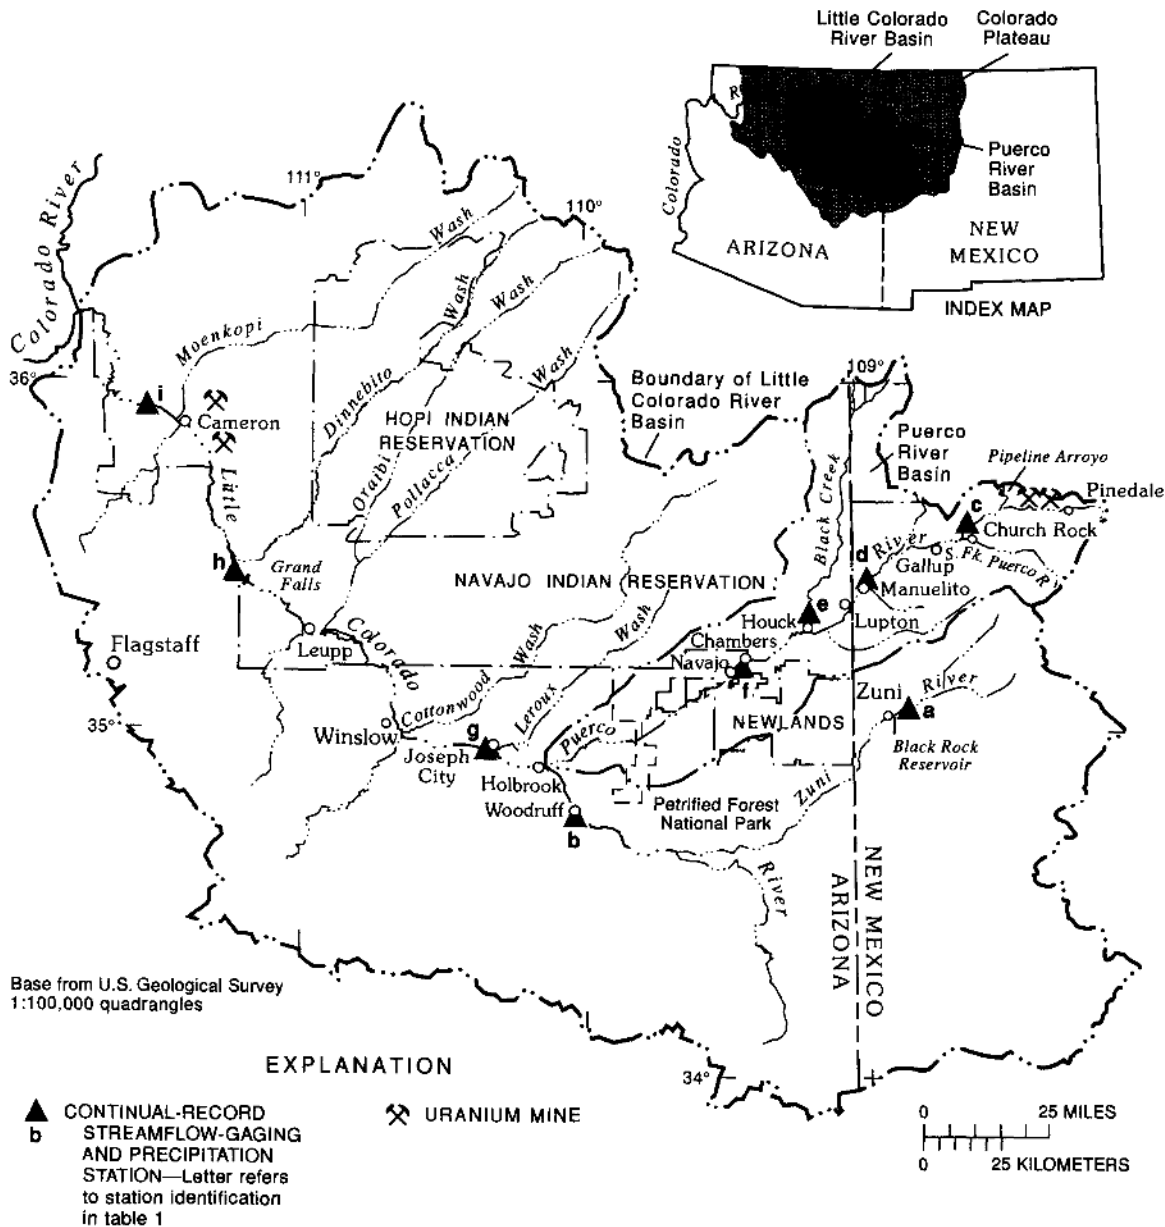 Little Colorado
River Basin
Colorado
Plateau
R
Colorado
Puerco
River
Basin
ARIZONA
NEW
MEXICO
INDEX MAP
Colorado River
111°
110°
Wash
Wash
Wash
Wash
Moenkopi
36°
i
Cameron
Dinnebito
HOPI INDIAN
RESERVATION
Oraibi
Pollacca
Boundary of Little
Colorado River
Basin
109°
Puerco
River
Basin
Pipeline Arroyo
Pinedale
c
Church Rock
Black Creek
d
River
Gallup
S. Fk. Puerco R
Manuelito
Little
h
Grand
Falls
NAVAJO INDIAN RESERVATION
e
Houck
Lupton
Chambers
Navajo
f
Flagstaff
Leupp
Colorado
Wash
Wash
Cottonwood
Leroux
Zuni
River
a
35°
Winslow
g
Joseph
City
Puerco
NEWLANDS
Black Rock
Reservoir
Holbrook
Woodruff
b
Zuni
Petrified Forest
National Park
River
NEW MEXICO
ARIZONA
Base from U.S. Geological Survey
1:100,000 quadrangles
34°
EXPLANATION
CONTINUAL-RECORD
b STREAMFLOW-GAGING
AND PRECIPITATION
STATION—Letter refers
to station identification
in table 1
URANIUM MINE
0 25 MILES
0 25 KILOMETERS